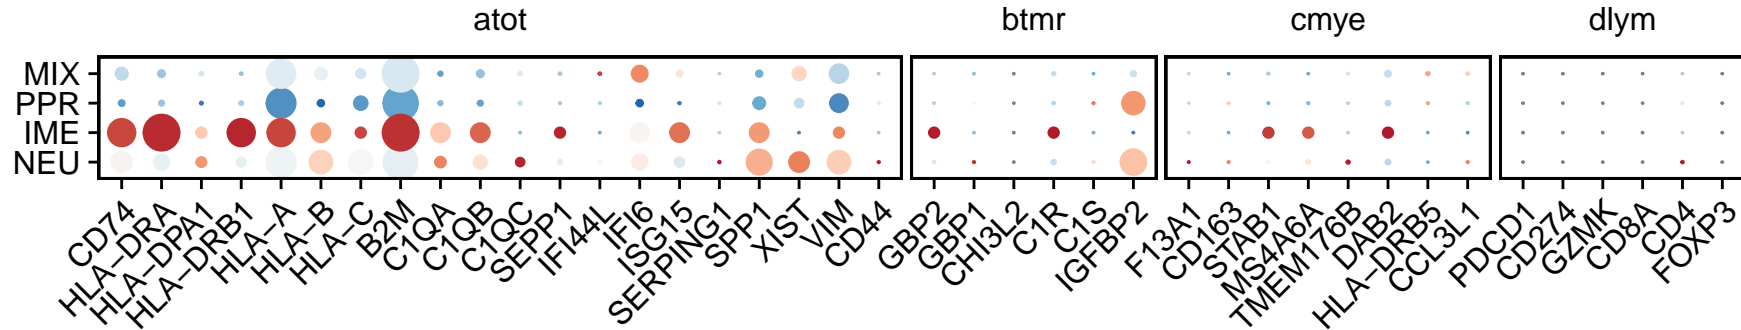 atot btmr cmye dlym
MIX
PPR
IME
NEU
CD74 HLA−DRA HLA−DPA1 HLA−DRB1 HLA−A HLA−B HLA−C B2M C1QA C1QB C1QC SEPP1 IFI44L IFI6 ISG15 SERPING1 SPP1 XIST VIM CD44 GBP2 GBP1 CHI3L2 C1R C1S IGFBP2 F13A1 CD163 STAB1 MS4A6A TMEM176B DAB2 HLA−DRB5 CCL3L1 PDCD1 CD274 GZMK CD8A CD4 FOXP3